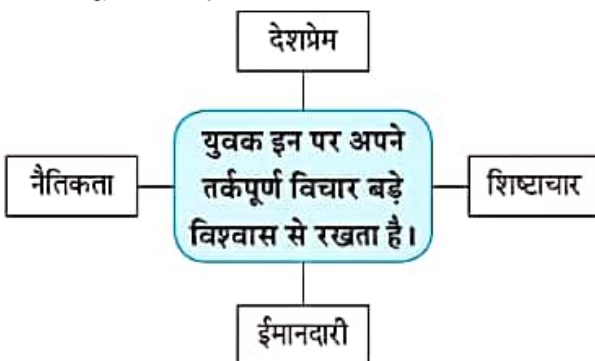 देशप्रेम
नैतिकता
युवक इन पर अपने
तर्कपूर्ण विचार बड़े
विश्‍वास से रखता है।
शिष्टाचार
ईमानदारी